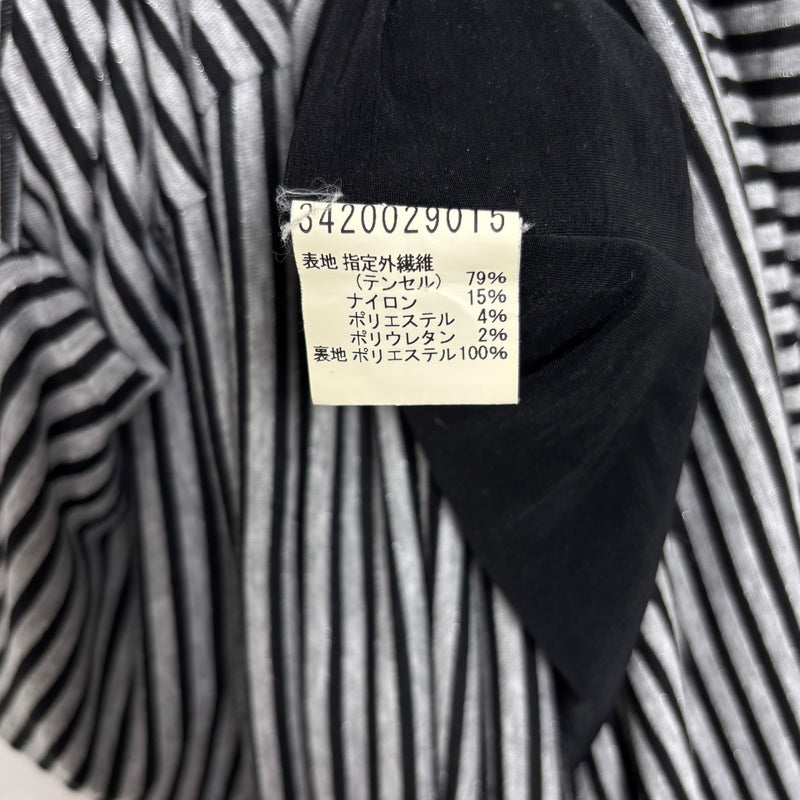 3420029015
表地 指定外繊維
(テンセル) 79%
ナイロン 15%
ポリエステル 4%
ポリウレタン 2%
裏地 ポリエステル100%